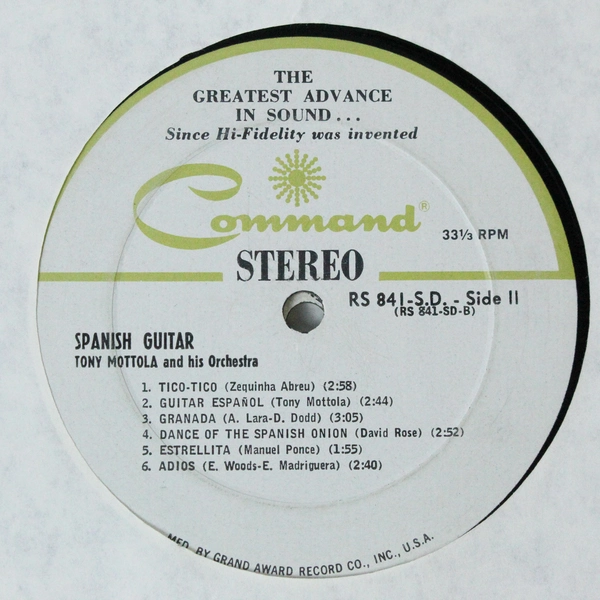 THE
GREATEST ADVANCE
IN SOUND...
Since Hi-Fidelity was invented
Command®
33⅓ RPM
STEREO
RS 841-S.D. - Side II
(RS 841-SD-B)
SPANISH GUITAR
TONY MOTTOLA and his Orchestra
1. TICO-TICO (Zequinha Abreu) (2:58)
2. GUITAR ESPAÑOL (Tony Mottola) (2:44)
3. GRANADA (A. Lara-D. Dodd) (3:05)
4. DANCE OF THE SPANISH ONION (David Rose) (2:52)
5. ESTRELLITA (Manuel Ponce) (1:55)
6. ADIOS (E. Woods-E. Madriguera) (2:40)
MFD. BY GRAND AWARD RECORD CO., INC., U.S.A.